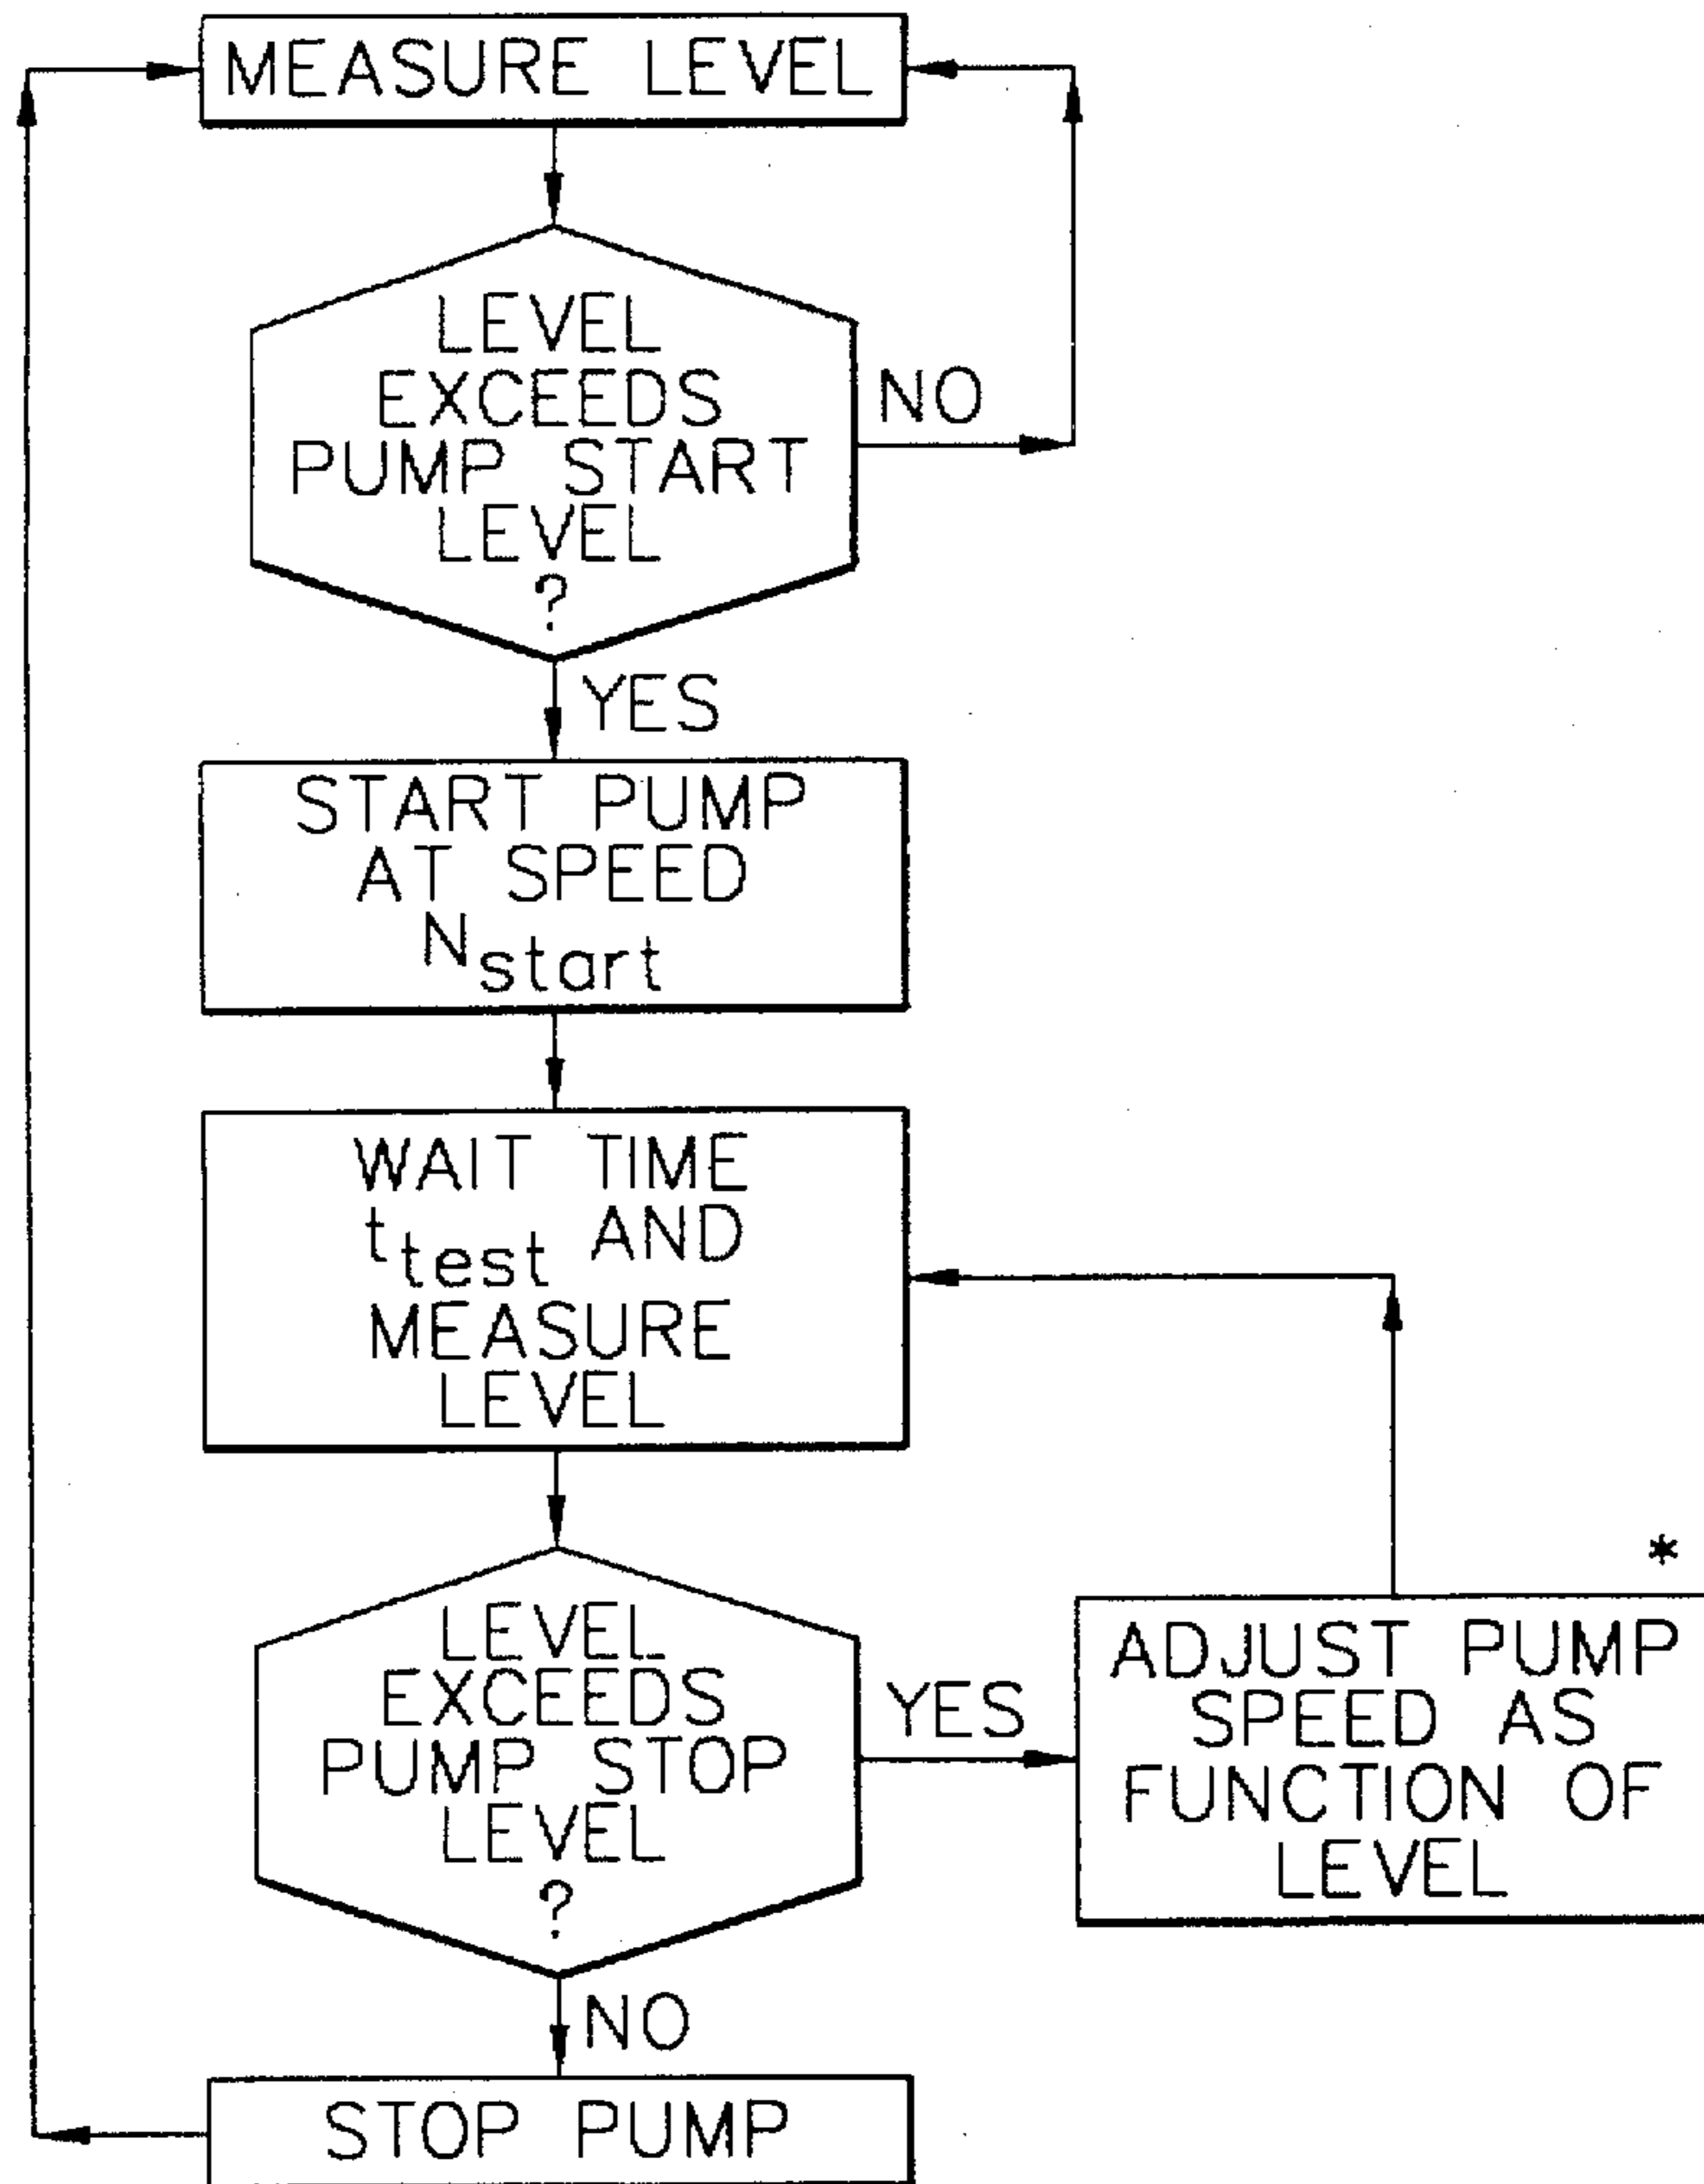 MEASURE LEVEL
LEVEL
EXCEEDS
PUMP START
LEVEL
?
NO
YES
START PUMP
AT SPEED
Nstart
WAIT TIME
ttest AND
MEASURE
LEVEL
LEVEL
EXCEEDS
PUMP STOP
LEVEL
?
YES
*
ADJUST PUMP
SPEED AS
FUNCTION OF
LEVEL
NO
STOP PUMP